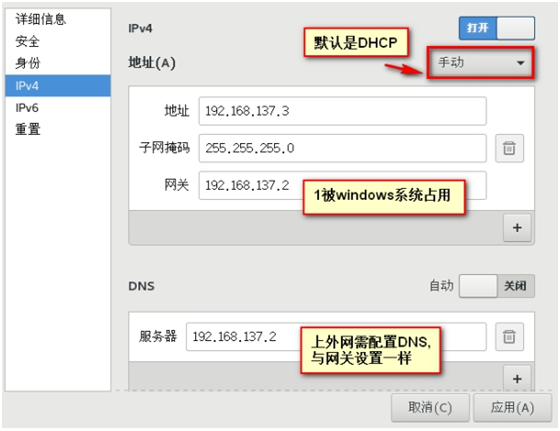 详细信息
安全
身份
IPv4
IPv6
重置
IPv4
打开
默认是DHCP
地址(A)
手动
地址
192.168.137.3
子网掩码
255.255.255.0
网关
192.168.137.2
1被windows系统占用
+
DNS
自动
关闭
服务器
192.168.137.2
上外网需配置DNS,
与网关设置一样
+
取消(C)
应用(A)